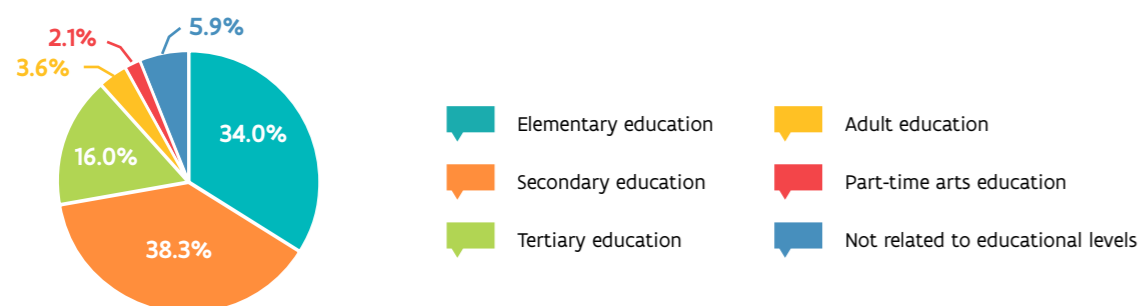 5.9%
2.1%
3.6%
34.0%
16.0%
38.3%
Elementary education
Secondary education
Tertiary education
Adult education
Part-time arts education
Not related to educational levels